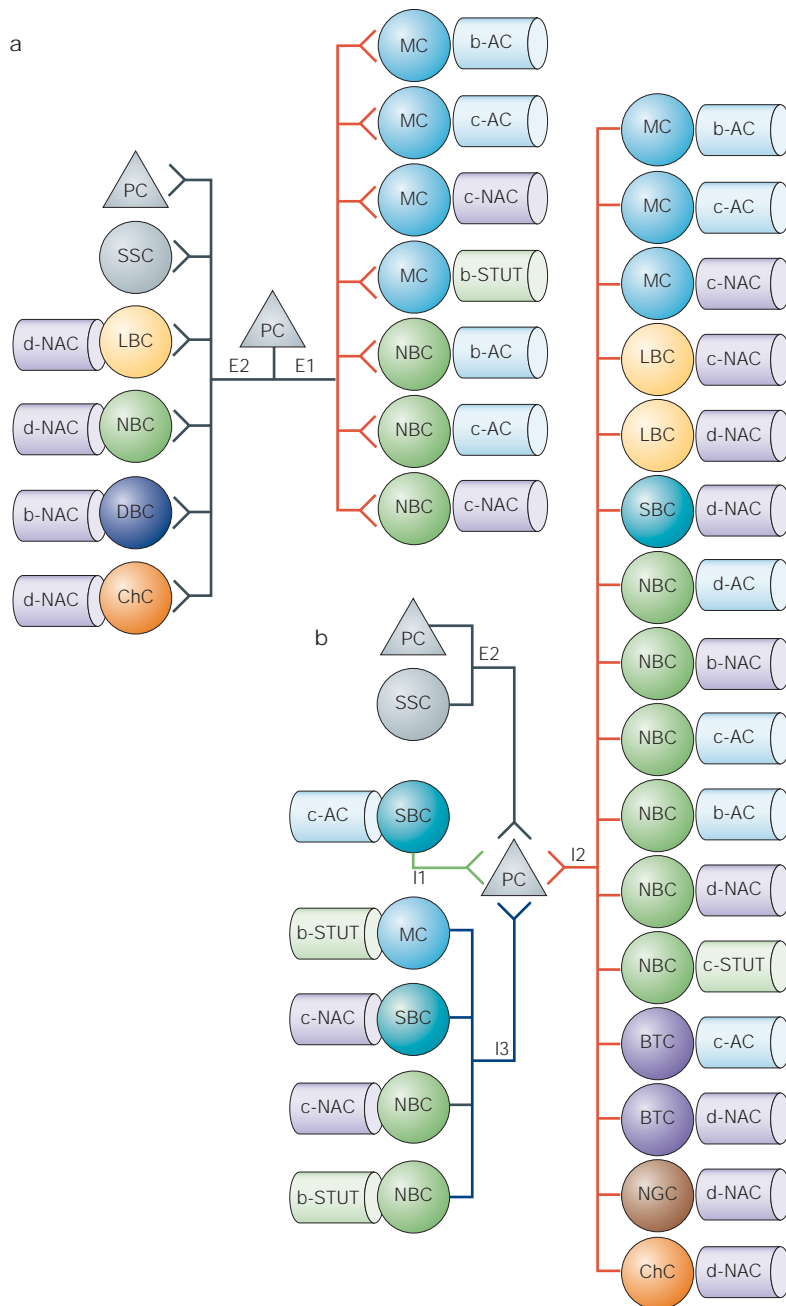 a
PC
SSC
d-NAC LBC
d-NAC NBC
b-NAC DBC
d-NAC ChC
E2
PC
E1
MC b-AC
MC c-AC
MC c-NAC
MC b-STUT
NBC b-AC
NBC c-AC
NBC c-NAC
b
PC
SSC
E2
c-AC SBC
I1
PC
I2
b-STUT MC
c-NAC SBC
c-NAC NBC
b-STUT NBC
I3
MC b-AC
MC c-AC
MC c-NAC
LBC c-NAC
LBC d-NAC
SBC d-NAC
NBC d-AC
NBC b-NAC
NBC c-AC
NBC b-AC
NBC d-NAC
NBC c-STUT
BTC c-AC
BTC d-NAC
NGC d-NAC
ChC d-NAC